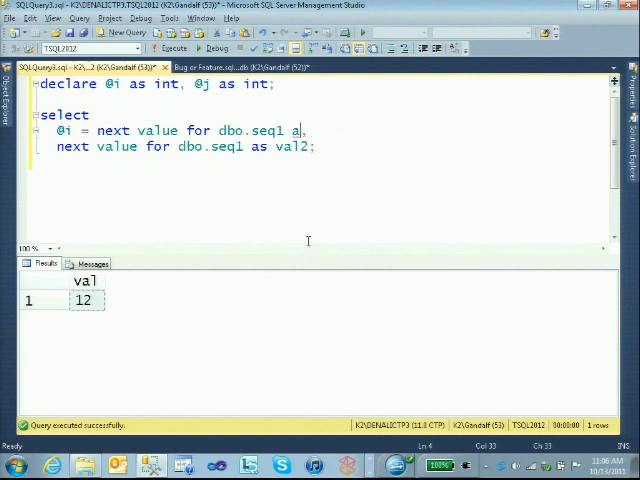 SQLQuery3.sql - K2\DENALICTP3.TSQL2012 (K2\Gandalf (53))* - Microsoft SQL Server Management Studio
File Edit View Query Project Debug Tools Window Help
New Query
TSQL2012 Execute Debug
SQLQuery3.sql - K2\...2 (K2\Gandalf (53))* Bug or Feature.sql...db (K2\Gandalf (52))*
Object Explorer
declare @i as int, @j as int;
select
@i = next value for dbo.seq1 a,
next value for dbo.seq1 as val2;
Properties
Solution Explorer
100 %
Results Messages
val
1 12
Query executed successfully. K2\DENALICTP3 (11.0 CTP) K2\Gandalf (53) TSQL2012 00:00:00 1 rows
Ready Ln 4 Col 33 Ch 33 INS
100%
11:06 AM
10/13/2011